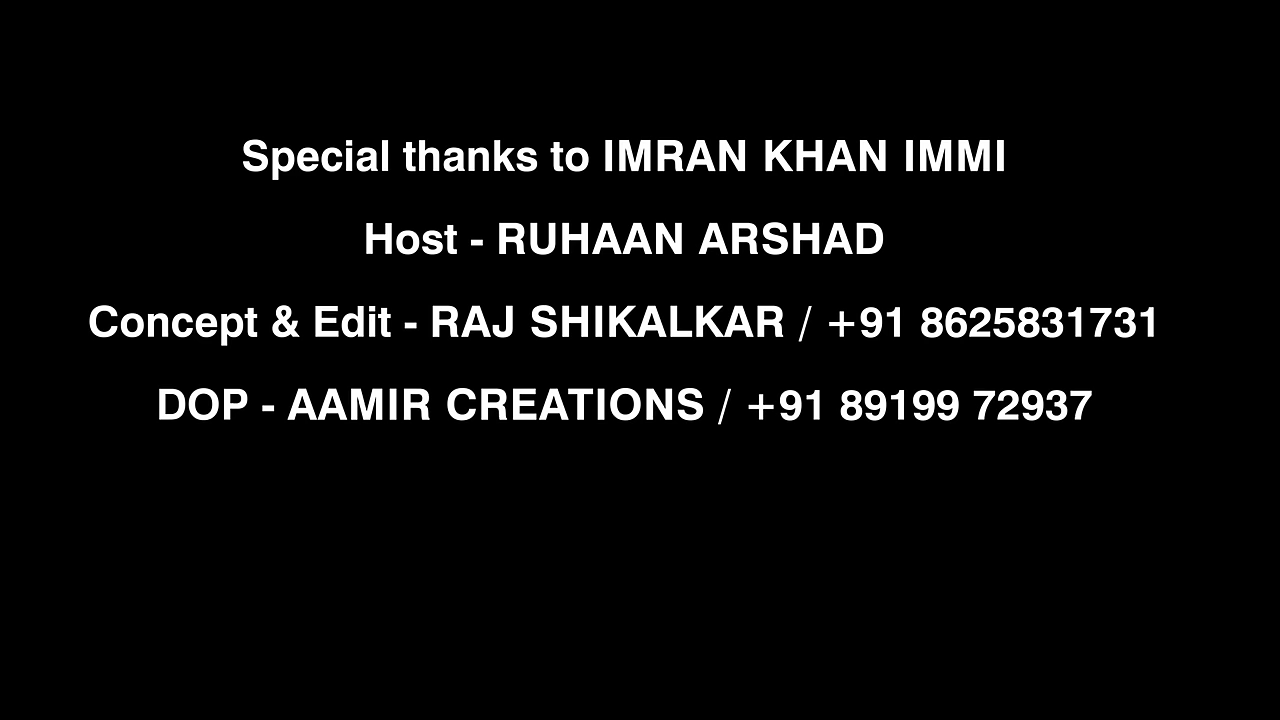 Special thanks to IMRAN KHAN IMMI
Host - RUHAAN ARSHAD
Concept & Edit - RAJ SHIKALKAR / +91 8625831731
DOP - AAMIR CREATIONS / +91 89199 72937